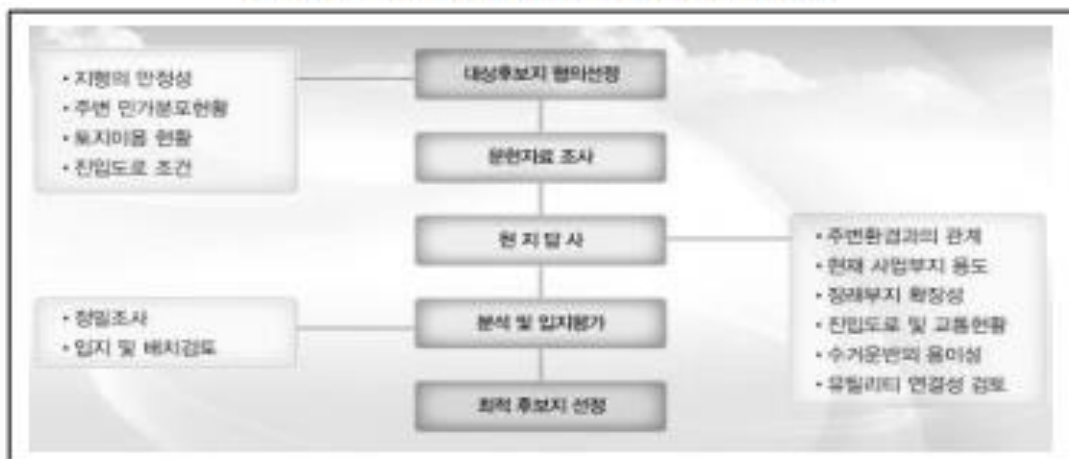 대상후보지 협의선정
• 지형의 안정성
• 주변 민가분포현황
• 토지이용 현황
• 진입도로 조건
문헌자료 조사
현 지 답 사
• 주변환경과의 관계
• 현재 사업부지 용도
• 장래부지 확장성
• 진입도로 및 교통현황
• 수거운반의 용이성
• 유틸리티 연결성 검토
분석 및 입지평가
• 정밀조사
• 입지 및 배치검토
최적 후보지 선정